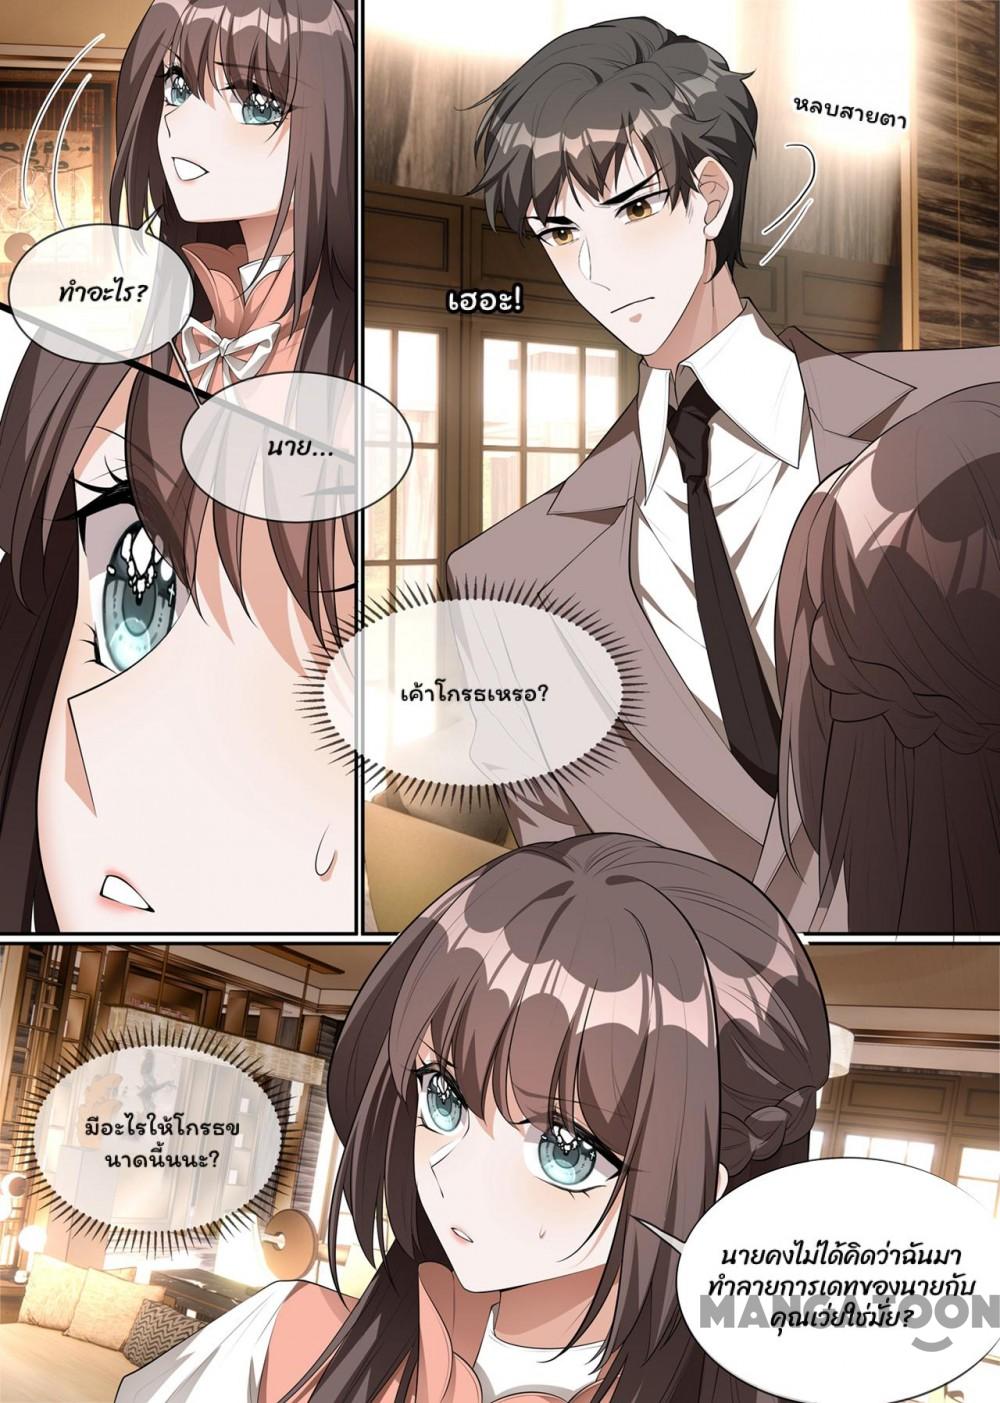 ทำอะไร?
นาย...
หลบสายตา
เฮอะ!
เค้าโกรธเหรอ?
มีอะไรให้โกรธข
นาดนี้นนะ?
นายคงไม่ได้คิดว่าฉันมา
ทำลายการเดทของนายกับ
คุณเว่ยใช่มั้ย?
MANGATOON